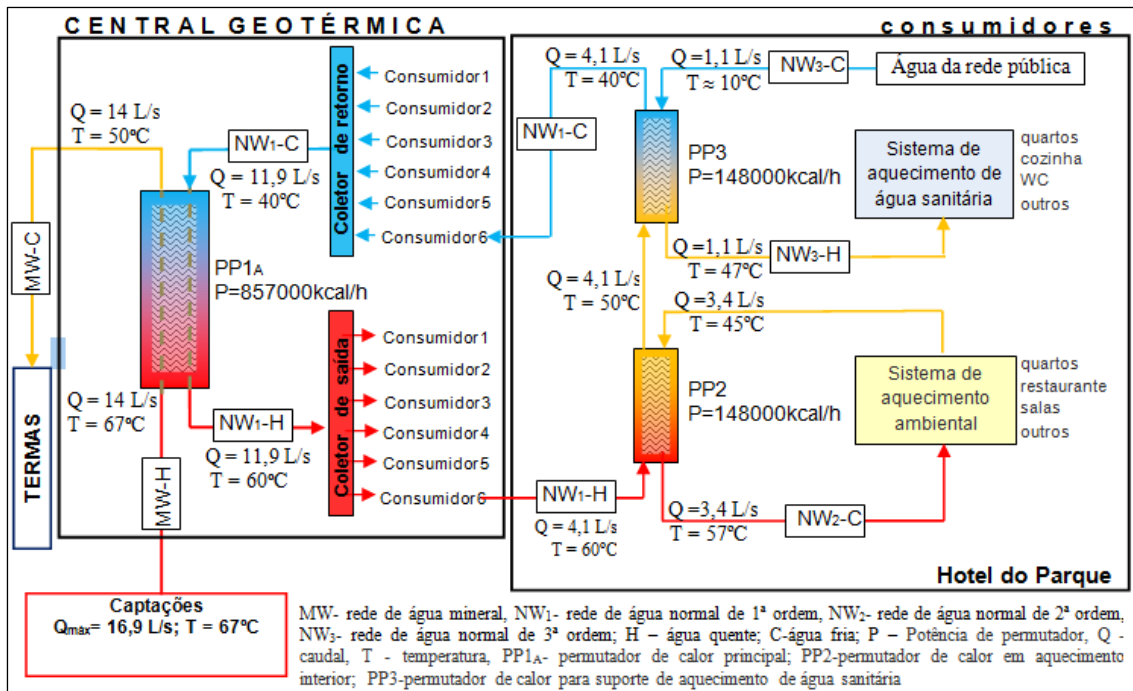 CENTRAL GEOTÉRMICA
consumidores
Q = 14 L/s
T = 50ºC
MW-C
TERMAS
Q = 14 L/s
T = 67ºC
MW-H
Captações
Qmáx= 16,9 L/s; T = 67ºC
NW1-C
Q = 11,9 L/s
T = 40ºC
PP1A
P=857000kcal/h
NW1-H
Q = 11,9 L/s
T = 60ºC
Coletor de retorno
Consumidor1
Consumidor2
Consumidor3
Consumidor4
Consumidor5
Consumidor6
Coletor de saída
Consumidor1
Consumidor2
Consumidor3
Consumidor4
Consumidor5
Consumidor6
Q = 4,1 L/s
T = 40ºC
NW1-C
Q =1,1 L/s
T ≈ 10ºC
NW3-C
Água da rede pública
PP3
P=148000kcal/h
Sistema de
aquecimento de
água sanitária
quartos
cozinha
WC
outros
Q =1,1 L/s
T = 47ºC
NW3-H
Q = 4,1 L/s
T = 50ºC
Q =3,4 L/s
T = 45ºC
PP2
P=148000kcal/h
Sistema de
aquecimento
ambiental
quartos
restaurante
salas
outros
NW1-H
Q = 4,1 L/s
T = 60ºC
Q =3,4 L/s
T = 57ºC
NW2-C
Hotel do Parque
MW- rede de água mineral, NW1- rede de água normal de 1ª ordem, NW2- rede de água normal de 2ª ordem,
NW3- rede de água normal de 3ª ordem; H – água quente; C-água fria; P – Potência de permutador, Q -
caudal, T - temperatura, PP1A- permutador de calor principal; PP2-permutador de calor em aquecimento
interior; PP3-permutador de calor para suporte de aquecimento de água sanitária